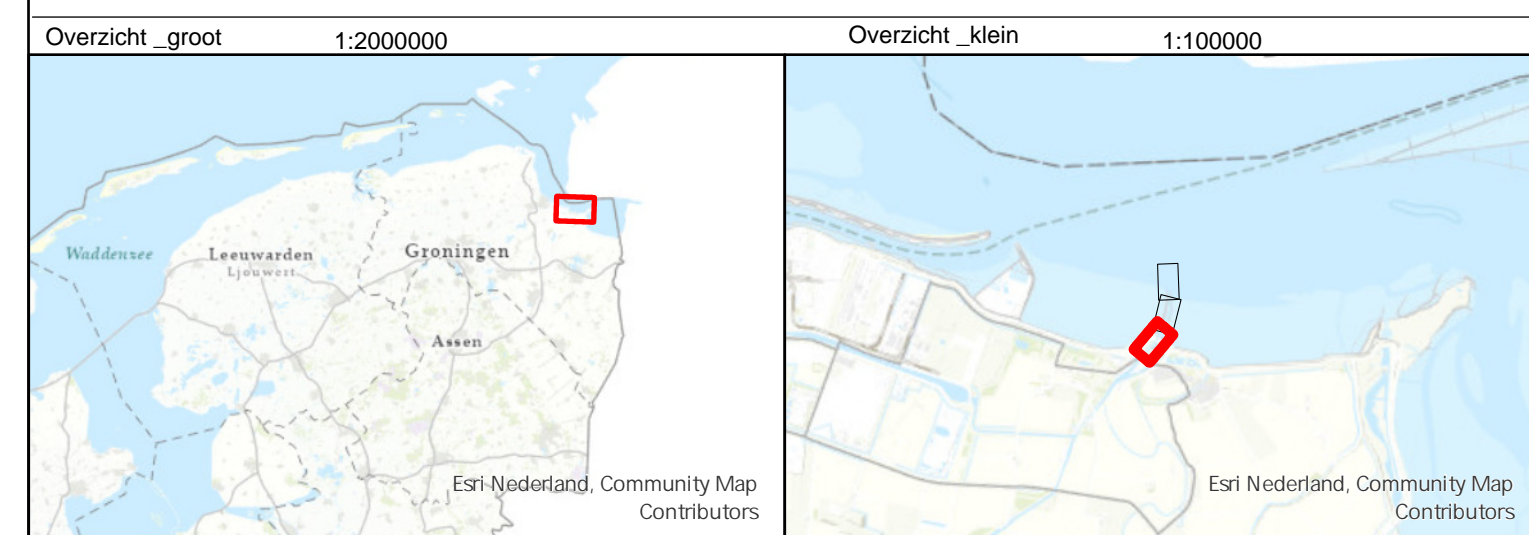 Overzicht _groot 1:2000000
Overzicht _klein 1:100000
Waddenzee
Leeuwarden
Ljouwert
Groningen
Assen
Esri Nederland, Community Map
Contributors
Esri Nederland, Community Map
Contributors